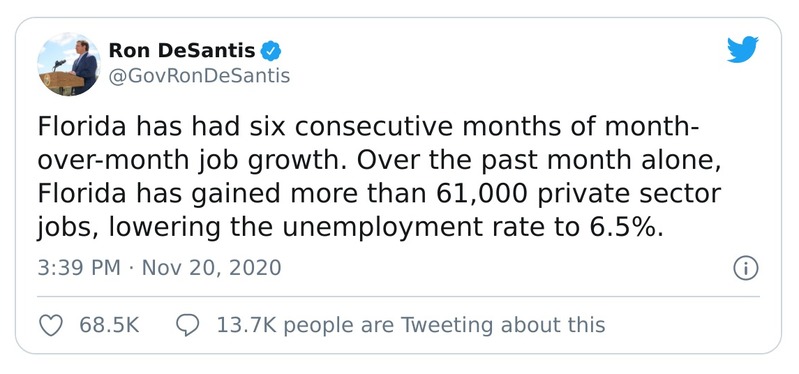 Ron DeSantis
@GovRonDeSantis
Florida has had six consecutive months of month-
over-month job growth. Over the past month alone,
Florida has gained more than 61,000 private sector
jobs, lowering the unemployment rate to 6.5%.
3:39 PM · Nov 20, 2020
68.5K 13.7K people are Tweeting about this